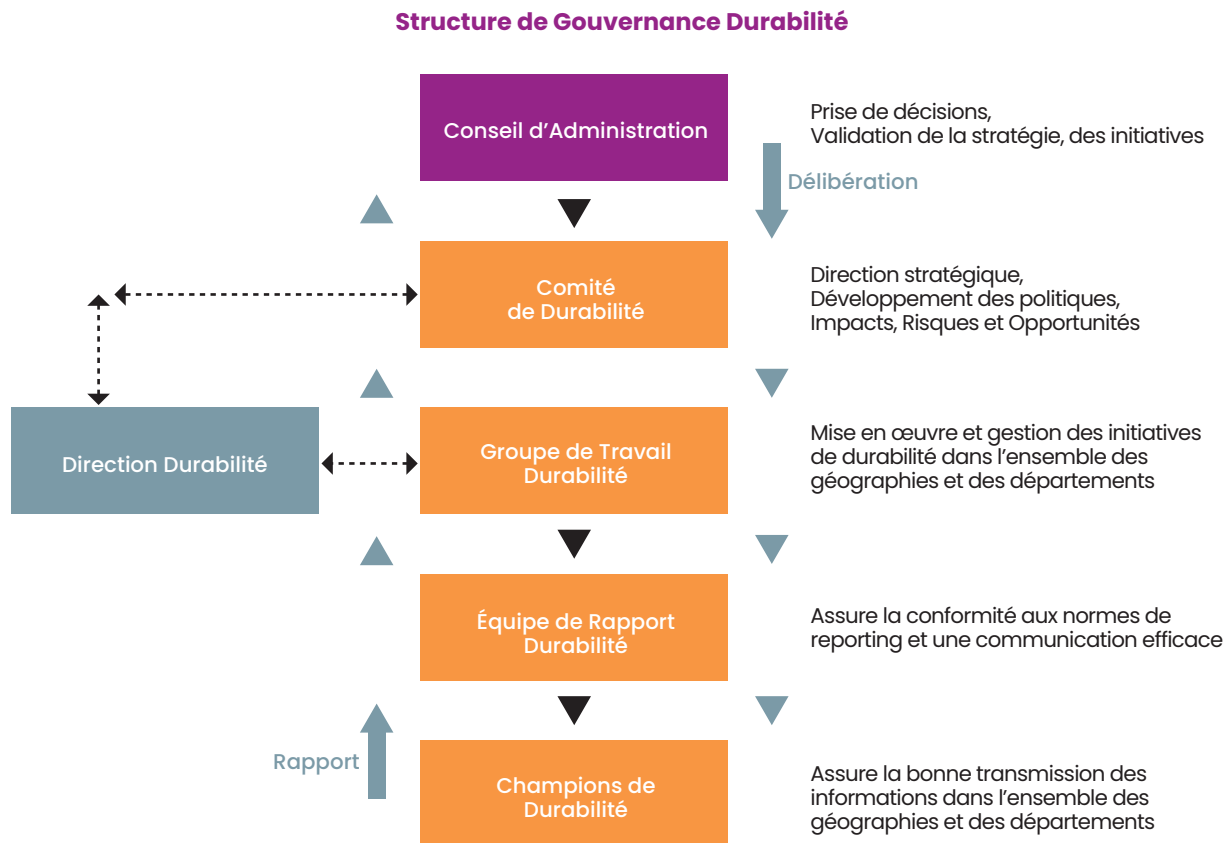 Structure de Gouvernance Durabilité
Conseil d’Administration
Prise de décisions,
Validation de la stratégie, des initiatives
Délibération
Comité
de Durabilité
Direction stratégique,
Développement des politiques,
Impacts, Risques et Opportunités
Direction Durabilité
Groupe de Travail
Durabilité
Mise en œuvre et gestion des initiatives
de durabilité dans l’ensemble des
géographies et des départements
Équipe de Rapport
Durabilité
Assure la conformité aux normes de
reporting et une communication efficace
Rapport
Champions de
Durabilité
Assure la bonne transmission des
informations dans l’ensemble des
géographies et des départements